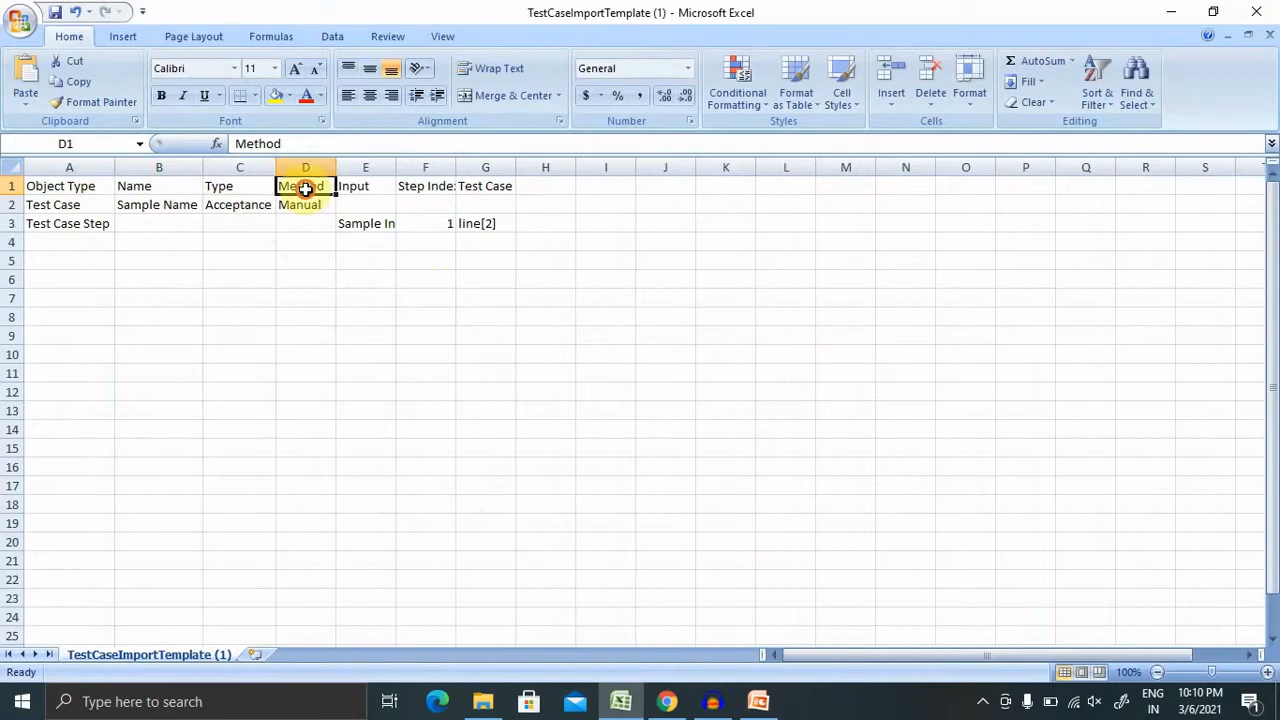 TestCaseImportTemplate (1) - Microsoft Excel
Home Insert Page Layout Formulas Data Review View
Paste Cut Copy Format Painter Clipboard
Calibri 11 A A B I U A Font
Wrap Text Merge & Center Alignment
General $ % , Number
Conditional Formatting Format as Table Cell Styles Styles
Insert Delete Format Cells
Σ AutoSum Fill Clear Sort & Filter Find & Select Editing
D1 fx Method
A B C D E F G H I J K L M N O P Q R S
1 Object Type Name Type Method Input Step Inde Test Case
2 Test Case Sample Name Acceptance Manual
3 Test Case Step Sample In 1 line[2]
4
5
6
7
8
9
10
11
12
13
14
15
16
17
18
19
20
21
22
23
24
25
TestCaseImportTemplate (1)
Ready 100%
Type here to search
ENG
IN
10:10 PM
3/6/2021
1